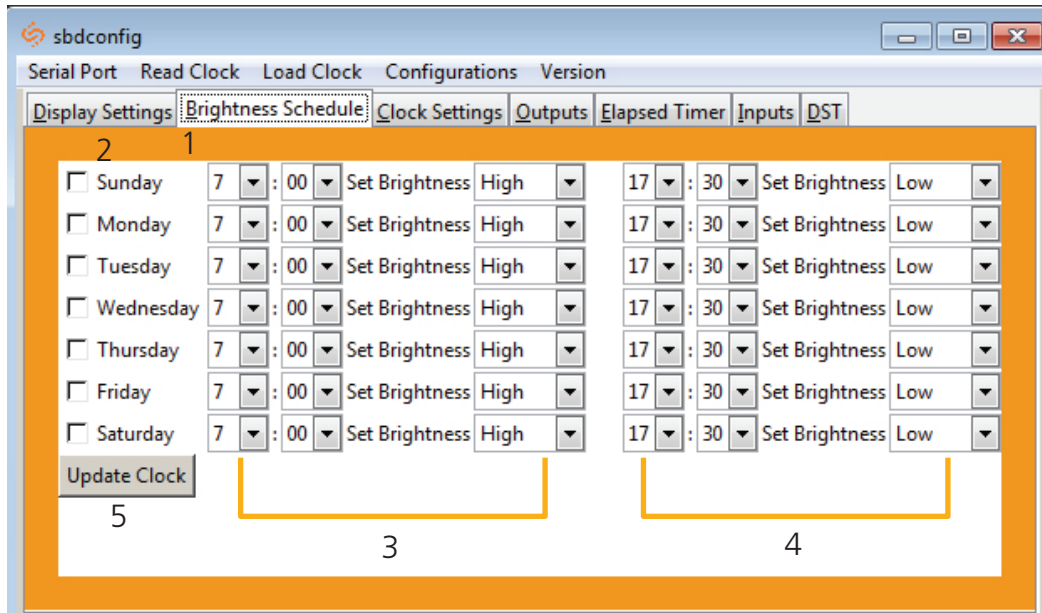 sbdconfig
Serial Port Read Clock Load Clock Configurations Version
Display Settings Brightness Schedule Clock Settings Outputs Elapsed Timer Inputs DST
2 1
Sunday 7 : 00 Set Brightness High 17 : 30 Set Brightness Low
Monday 7 : 00 Set Brightness High 17 : 30 Set Brightness Low
Tuesday 7 : 00 Set Brightness High 17 : 30 Set Brightness Low
Wednesday 7 : 00 Set Brightness High 17 : 30 Set Brightness Low
Thursday 7 : 00 Set Brightness High 17 : 30 Set Brightness Low
Friday 7 : 00 Set Brightness High 17 : 30 Set Brightness Low
Saturday 7 : 00 Set Brightness High 17 : 30 Set Brightness Low
Update Clock
5 3 4